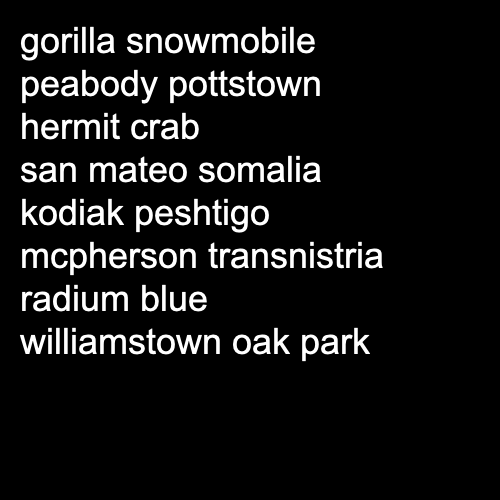 gorilla snowmobile
peabody pottstown
hermit crab
san mateo somalia
kodiak peshtigo
mcpherson transnistria
radium blue
williamstown oak park